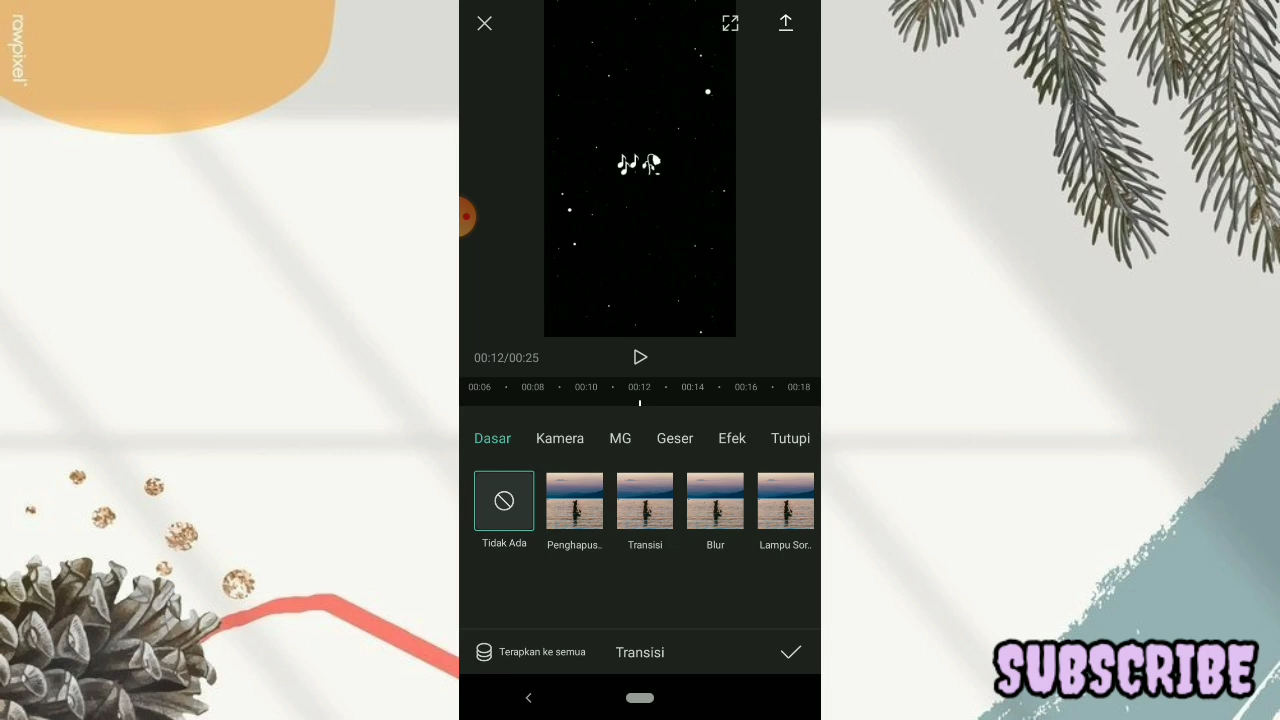 rawpixel
00:12/00:25
00:06 00:08 00:10 00:12 00:14 00:16 00:18
Dasar Kamera MG Geser Efek Tutupi
Tidak Ada Penghapus.. Transisi Blur Lampu Sor..
Terapkan ke semua Transisi
SUBSCRIBE